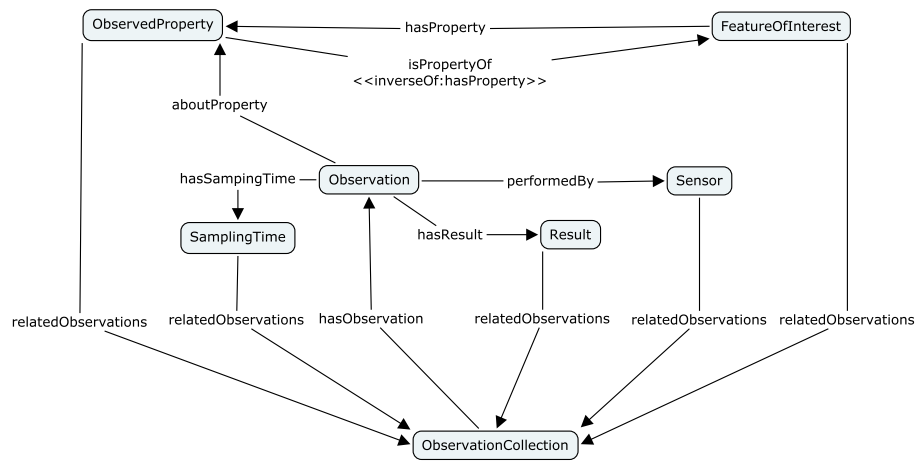 ObservedProperty
hasProperty
FeatureOfInterest
isPropertyOf
<<inverseOf:hasProperty>>
aboutProperty
hasSampingTime
Observation
performedBy
Sensor
SamplingTime
hasResult
Result
relatedObservations
relatedObservations
hasObservation
relatedObservations
relatedObservations
relatedObservations
ObservationCollection